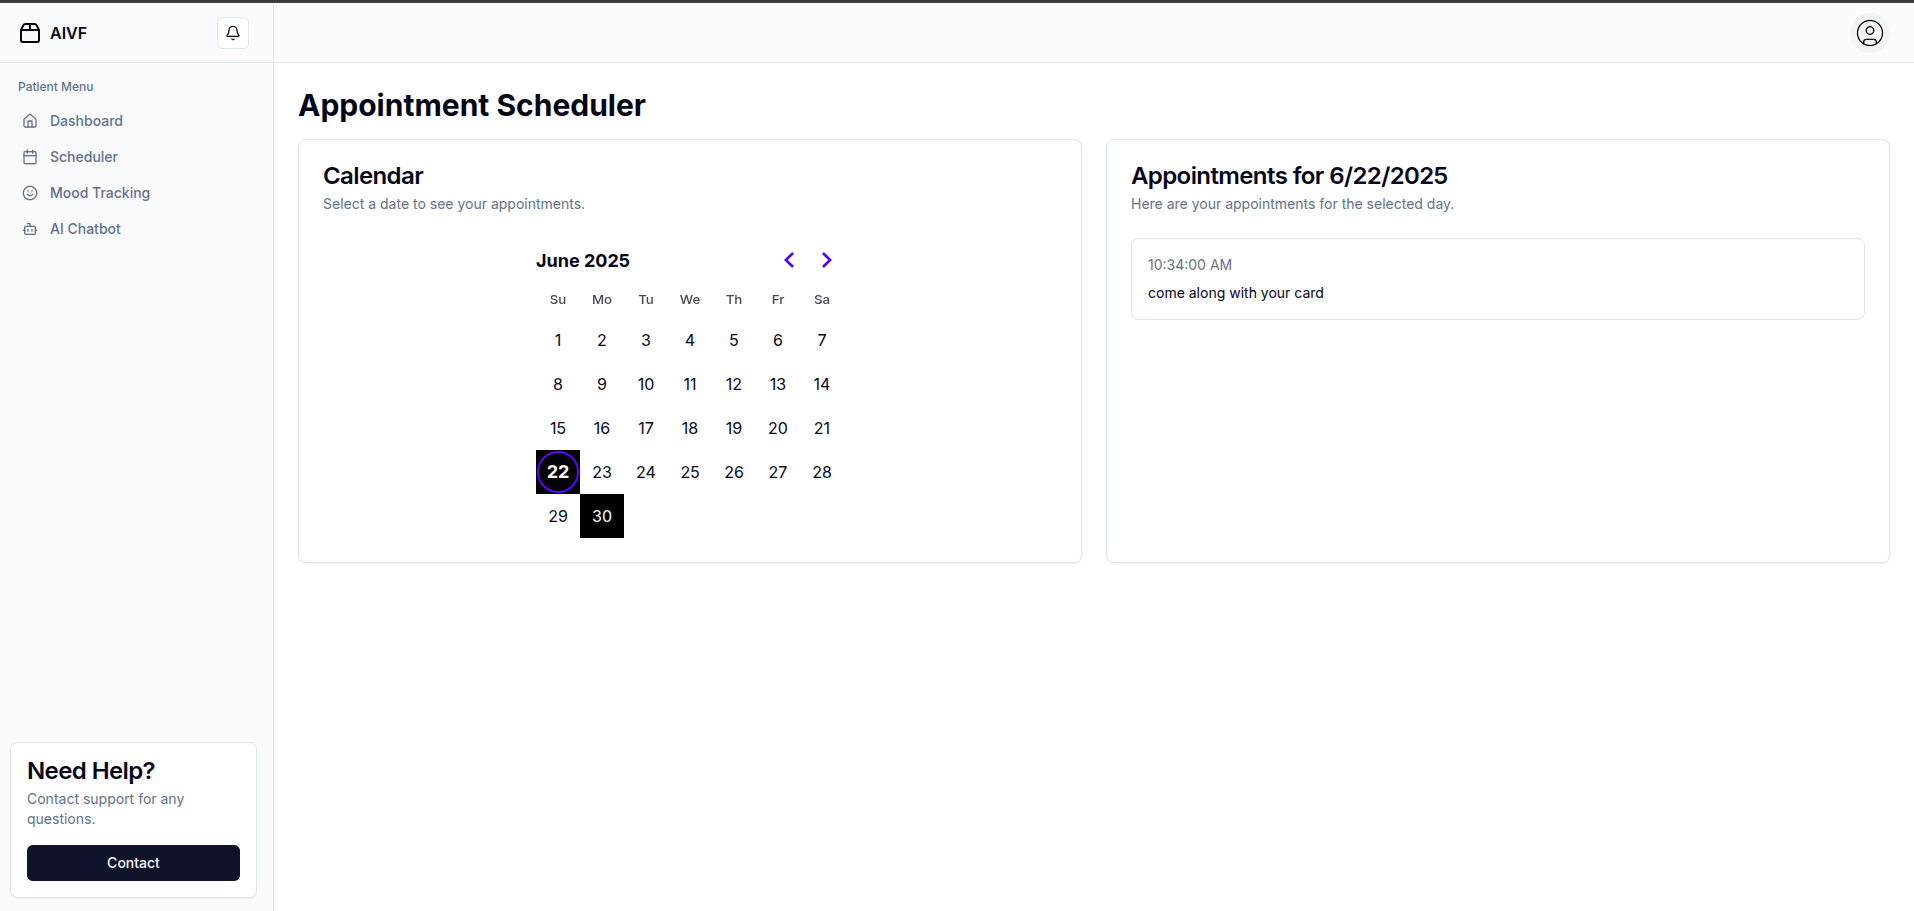 AIVF
Patient Menu
Dashboard
Scheduler
Mood Tracking
AI Chatbot
Need Help?
Contact support for any
questions.
Contact
Appointment Scheduler
Calendar
Select a date to see your appointments.
June 2025
Su Mo Tu We Th Fr Sa
1 2 3 4 5 6 7
8 9 10 11 12 13 14
15 16 17 18 19 20 21
22 23 24 25 26 27 28
29 30
Appointments for 6/22/2025
Here are your appointments for the selected day.
10:34:00 AM
come along with your card